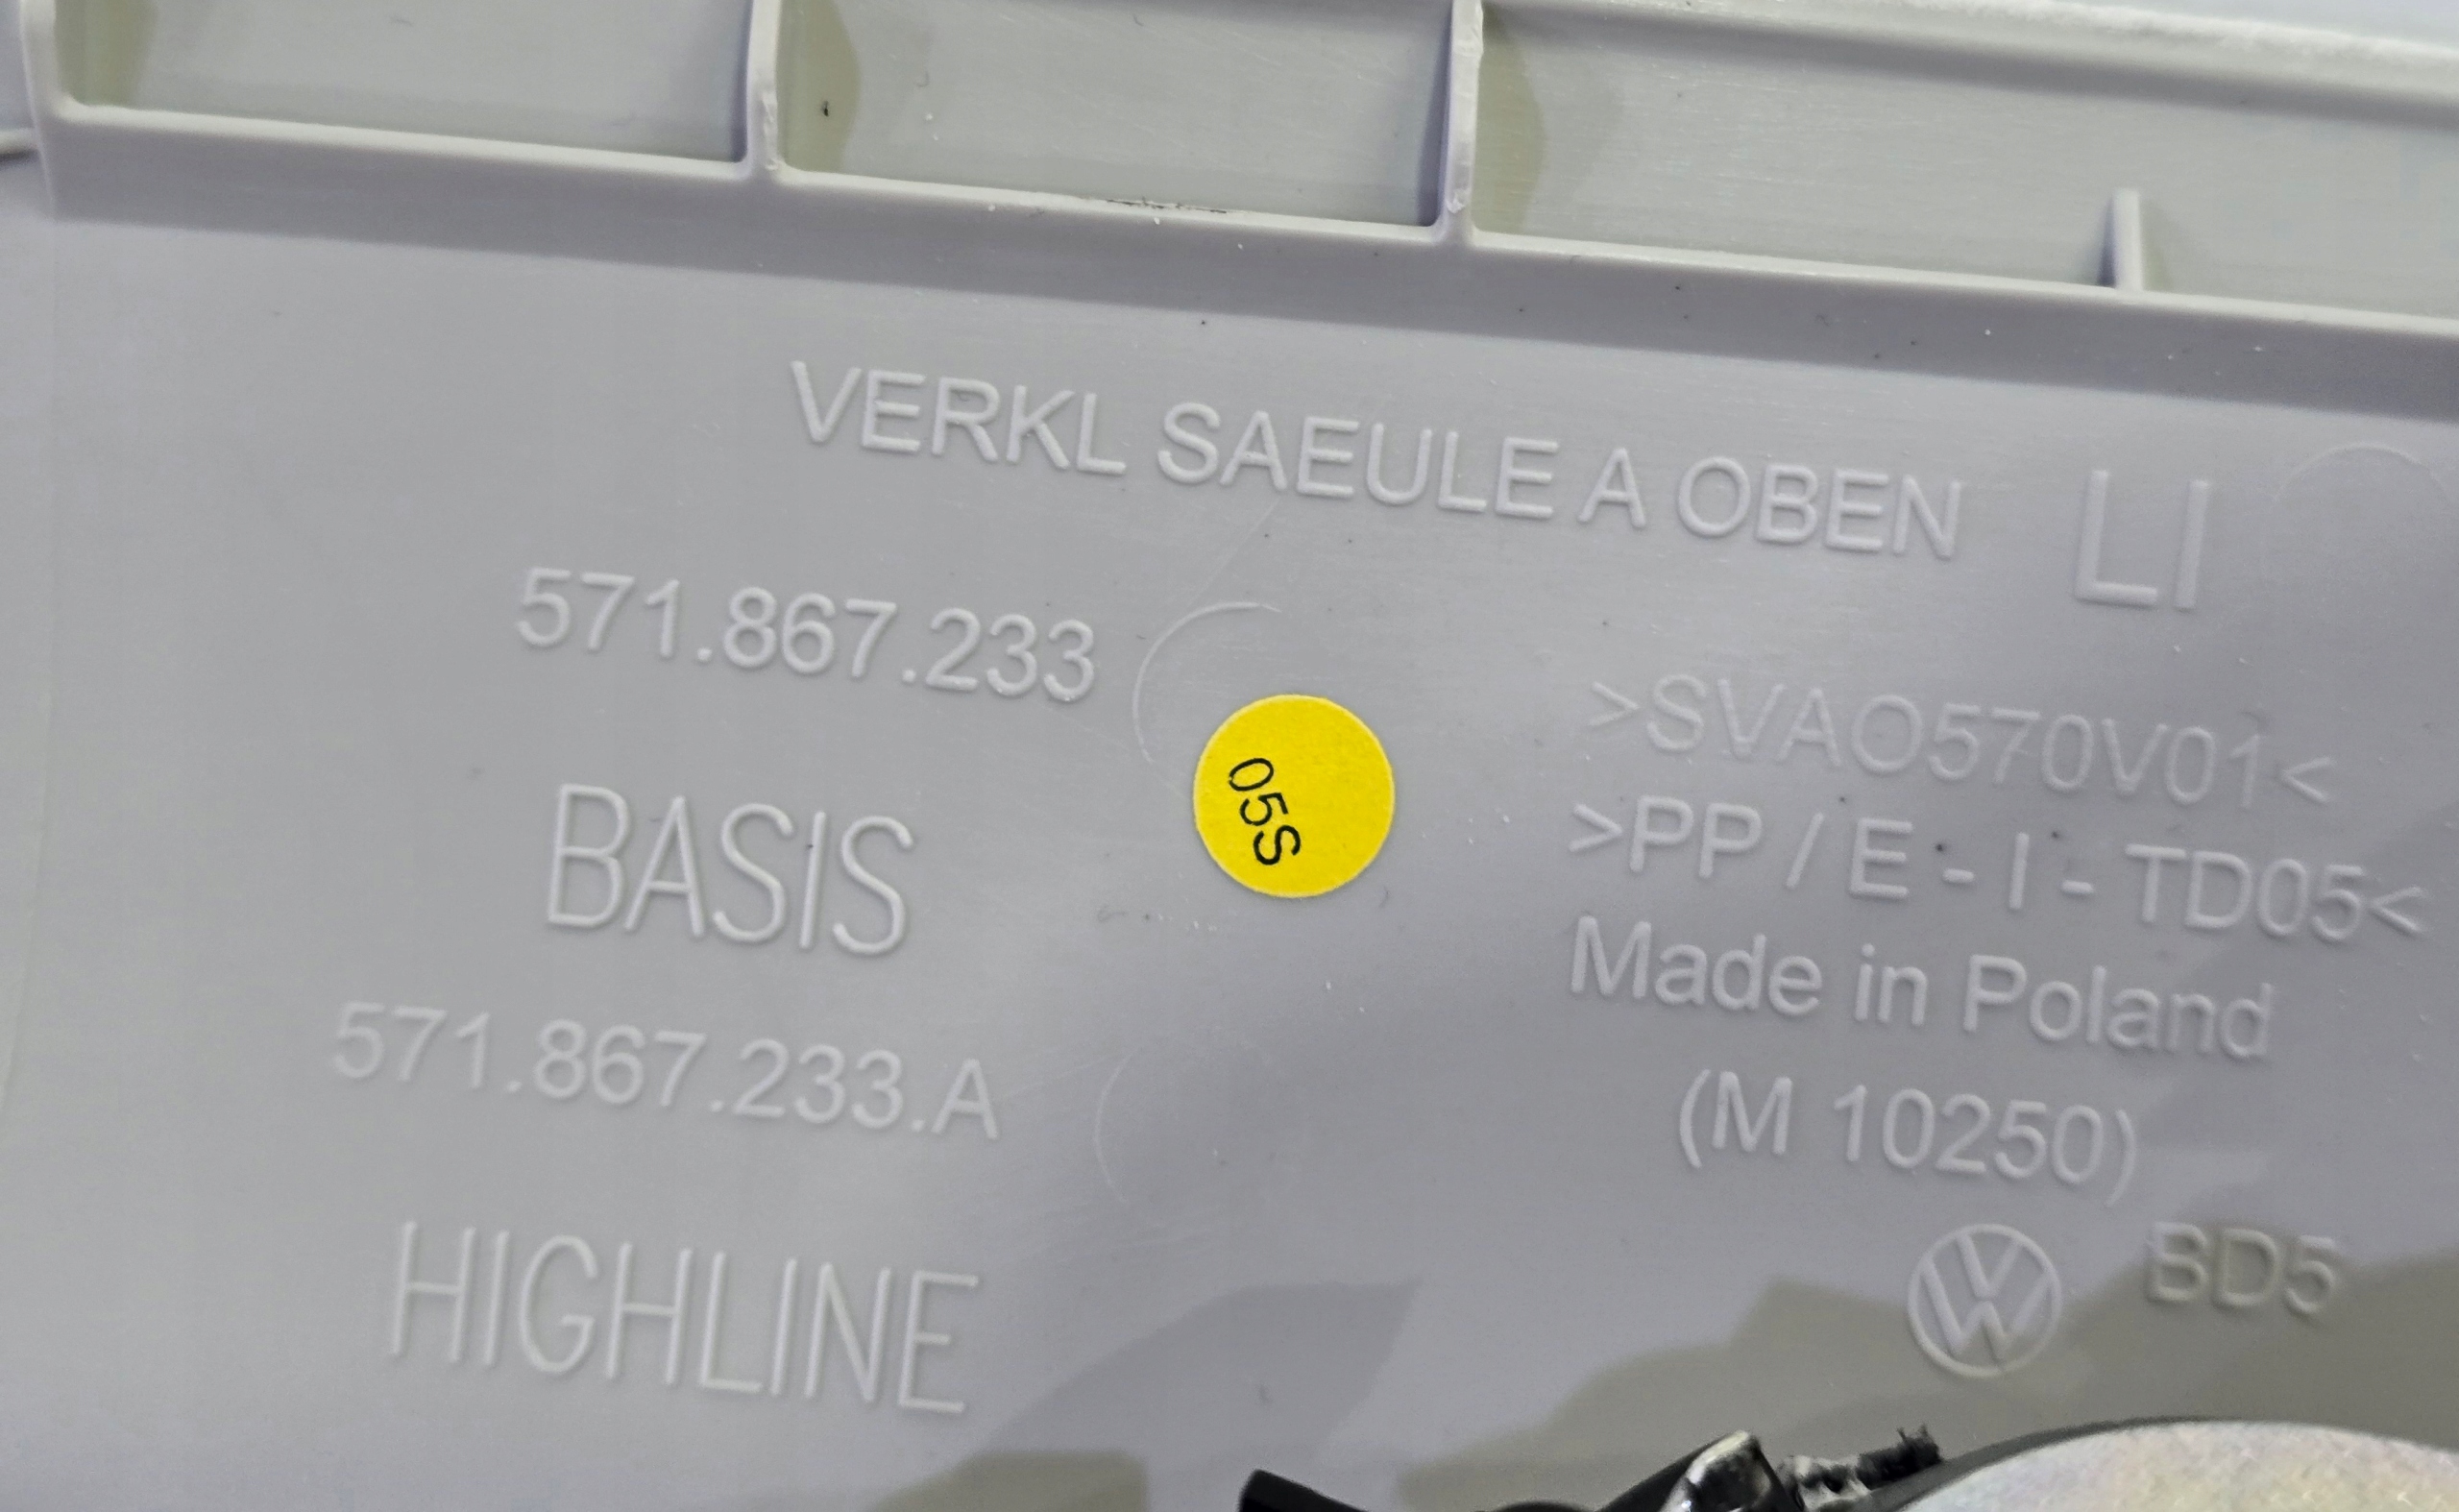 VERKL SAEULE A OBEN LI
571.867.233
BASIS
571.867.233.A
HIGHLINE
05S
>SVAO570V01<
>PP / E - I - TD05<
Made in Poland
(M 10250)
VW BD5